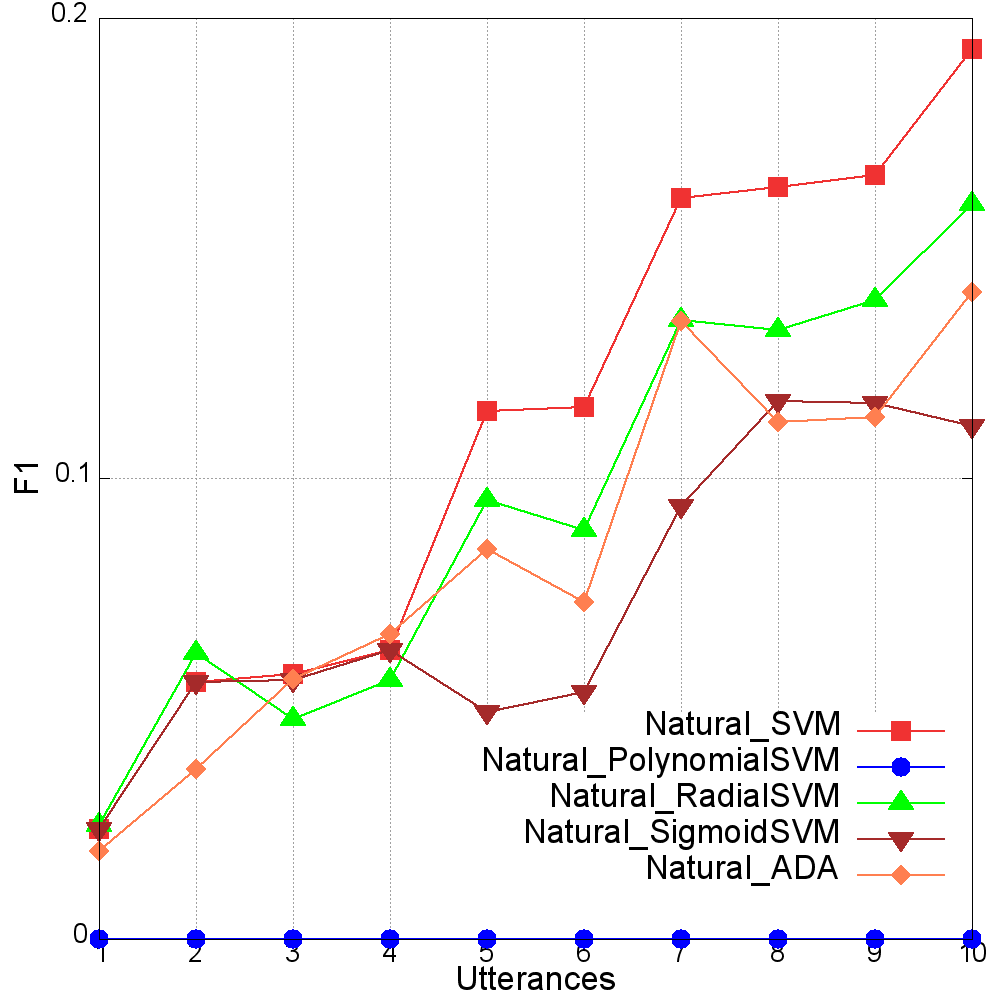 0.2
0.1
0
F1
1 2 3 4 5 6 7 8 9 10
Utterances
Natural_SVM
Natural_PolynomialSVM
Natural_RadialSVM
Natural_SigmoidSVM
Natural_ADA